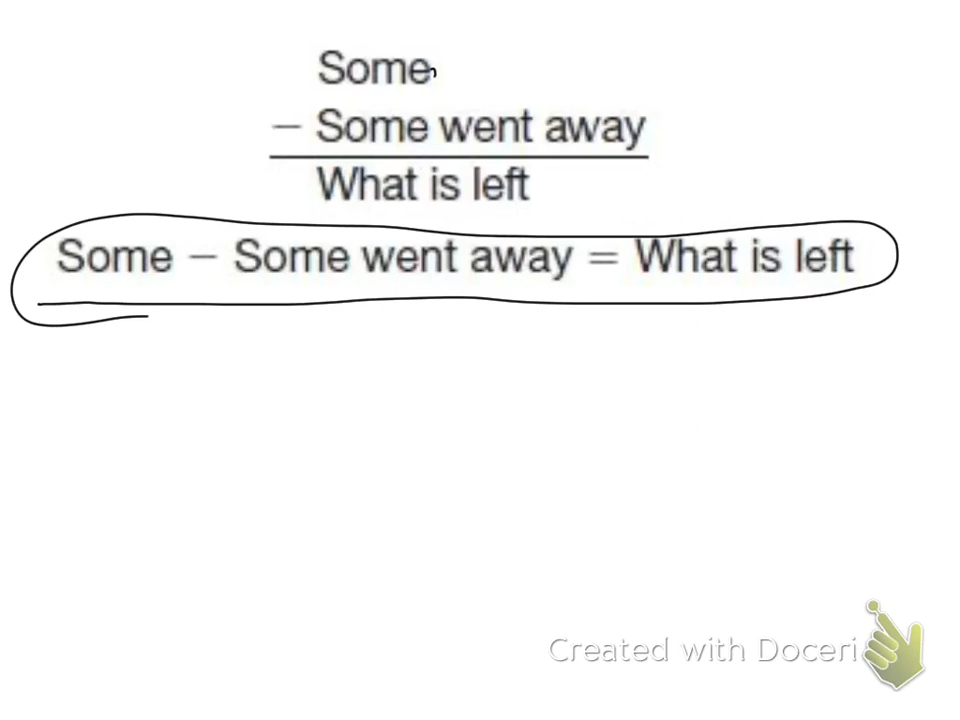 Some
− Some went away
What is left
Some − Some went away = What is left
Created with Doceri